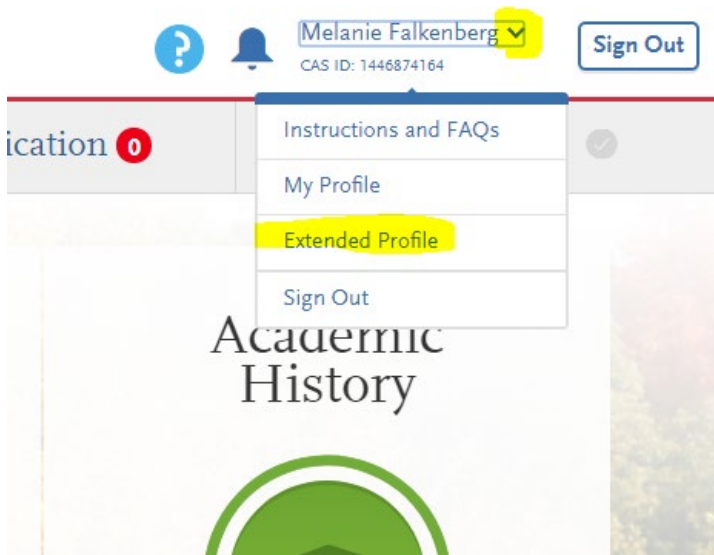 ?
Melanie Falkenberg
Sign Out
CAS ID: 1446874164
ication 0
Instructions and FAQs
My Profile
Extended Profile
Sign Out
Academic
History